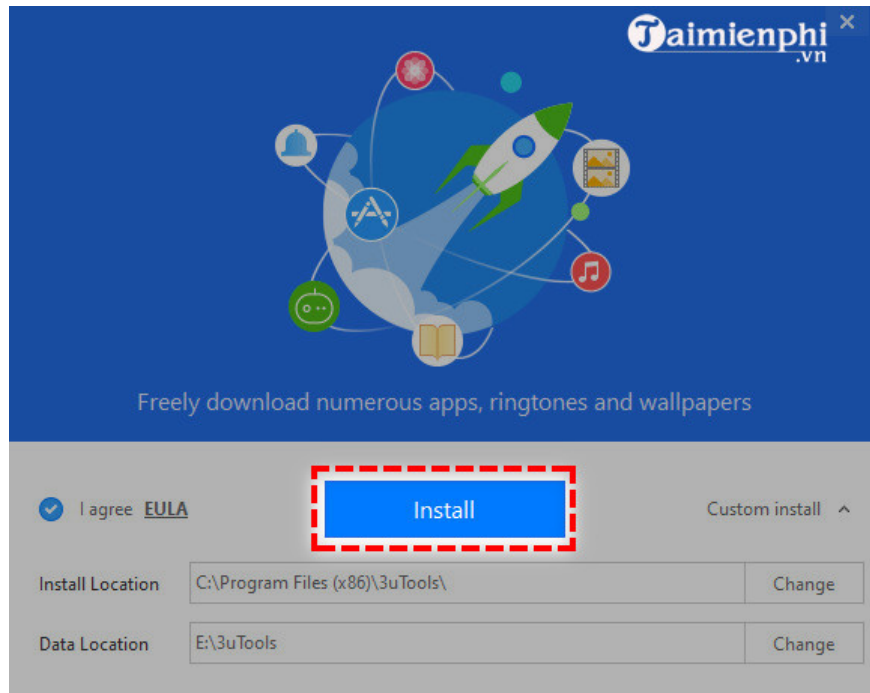 Taimienphi
.vn
Freely download numerous apps, ringtones and wallpapers
I agree EULA
Install
Custom install
Install Location C:\Program Files (x86)\3uTools\ Change
Data Location E:\3uTools Change